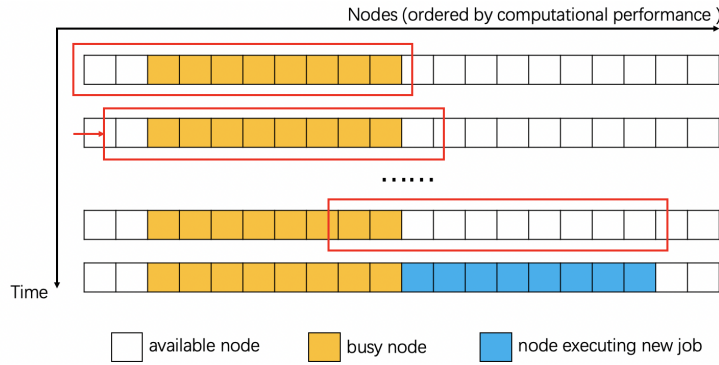 Nodes (ordered by computational performance )
......
Time
available node
busy node
node executing new job